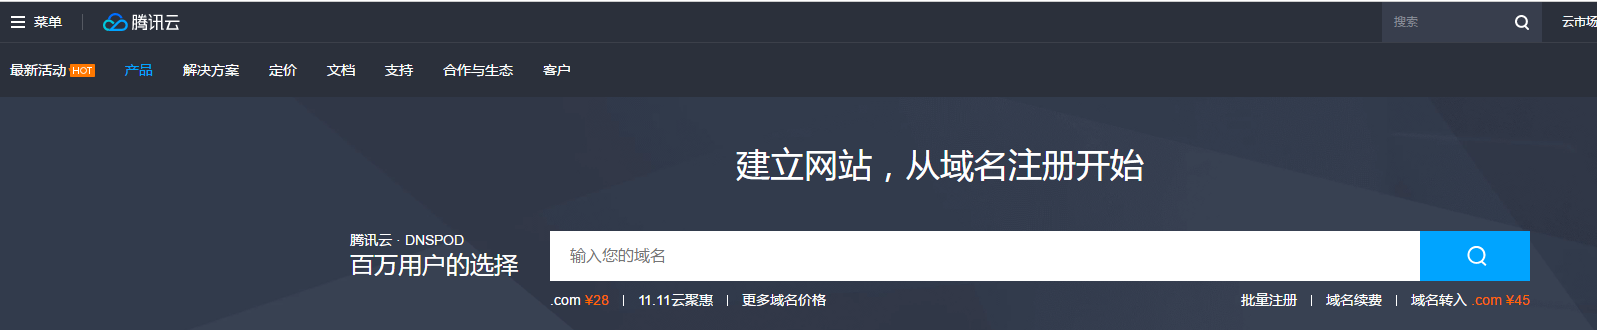 菜单 腾讯云 搜索 云市场
最新活动 HOT 产品 解决方案 定价 文档 支持 合作与生态 客户
建立网站，从域名注册开始
腾讯云 · DNSPOD
百万用户的选择
输入您的域名
.com ¥28 | 11.11云聚惠 | 更多域名价格 批量注册 | 域名续费 | 域名转入 .com ¥45